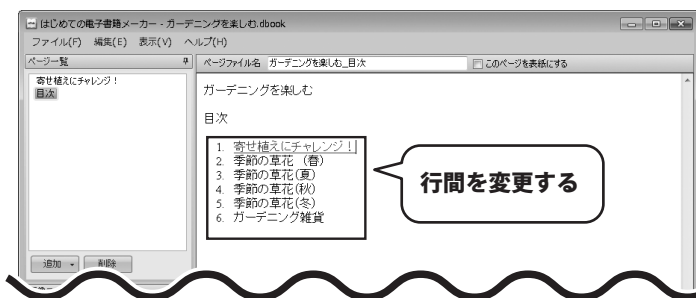 はじめての電子書籍メーカー - ガーデニングを楽しむ.dbook
ファイル(F) 編集(E) 表示(V) ヘルプ(H)
ページ一覧
ページファイル名 ガーデニングを楽しむ_目次 このページを表紙にする
寄せ植えにチャレンジ！
目次
ガーデニングを楽しむ
目次
1. 寄せ植えにチャレンジ！
2. 季節の草花 (春)
3. 季節の草花(夏)
4. 季節の草花(秋)
5. 季節の草花(冬)
6. ガーデニング雑貨
行間を変更する
追加 削除